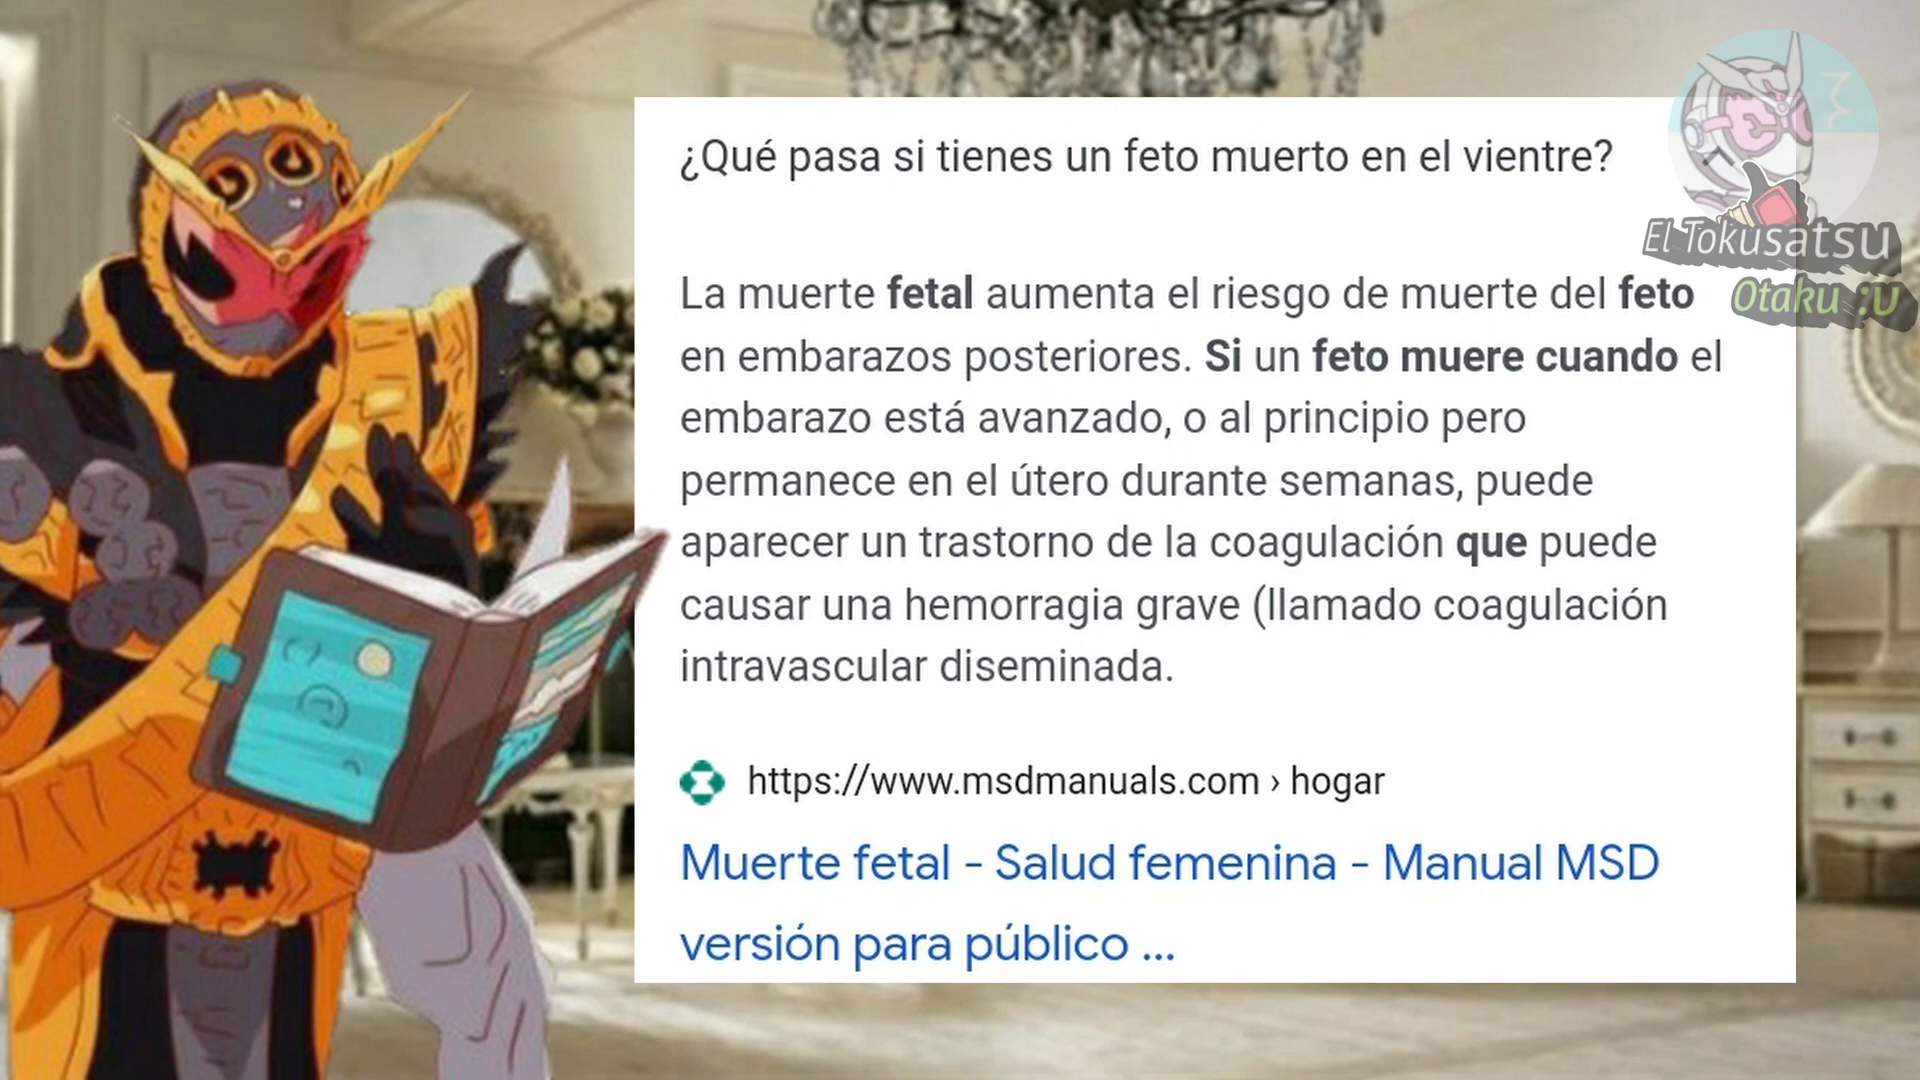 ¿Qué pasa si tienes un feto muerto en el vientre?
La muerte fetal aumenta el riesgo de muerte del feto
en embarazos posteriores. Si un feto muere cuando el
embarazo está avanzado, o al principio pero
permanece en el útero durante semanas, puede
aparecer un trastorno de la coagulación que puede
causar una hemorragia grave (llamado coagulación
intravascular diseminada.
https://www.msdmanuals.com › hogar
Muerte fetal - Salud femenina - Manual MSD
versión para público ...
El Tokusatsu
Otaku :U